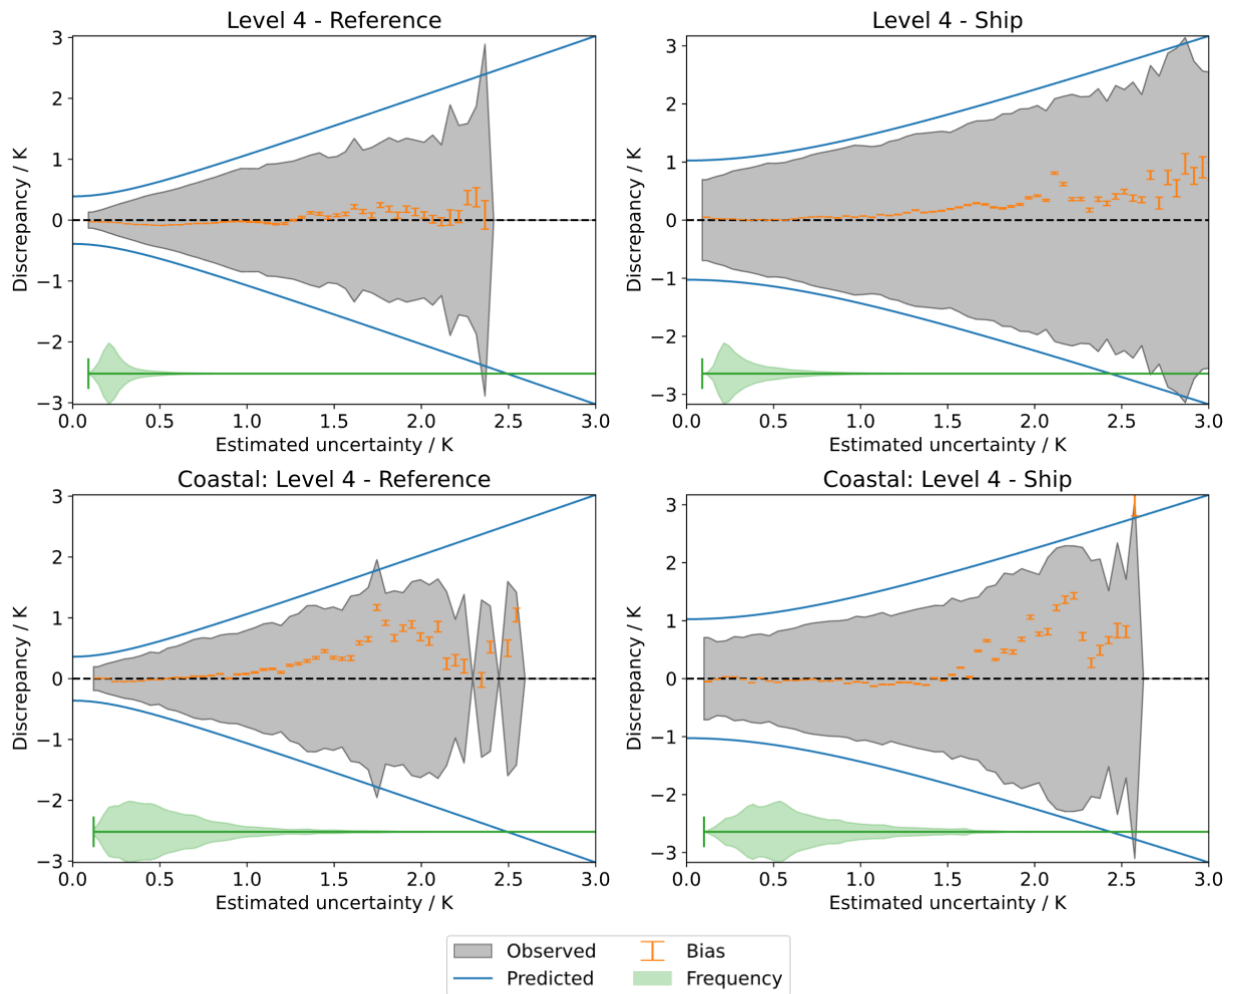 Level 4 - Reference
Level 4 - Ship
3
2
1
0
−1
−2
−3
Discrepancy / K
0.0 0.5 1.0 1.5 2.0 2.5 3.0
Estimated uncertainty / K
3
2
1
0
−1
−2
−3
Discrepancy / K
0.0 0.5 1.0 1.5 2.0 2.5 3.0
Estimated uncertainty / K
Coastal: Level 4 - Reference
Coastal: Level 4 - Ship
3
2
1
0
−1
−2
−3
Discrepancy / K
0.0 0.5 1.0 1.5 2.0 2.5 3.0
Estimated uncertainty / K
3
2
1
0
−1
−2
−3
Discrepancy / K
0.0 0.5 1.0 1.5 2.0 2.5 3.0
Estimated uncertainty / K
Observed
Bias
Predicted
Frequency